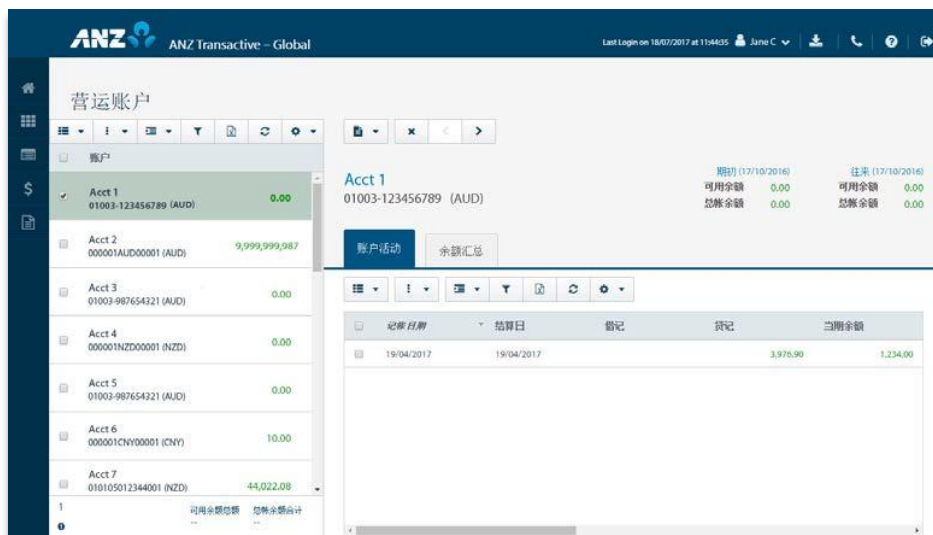 ANZ ANZ Transactive – Global
Last Login on 18/07/2017 at 11:44:35 Jane C
营运账户
账户
Acct 1
01003-123456789 (AUD) 0.00
Acct 2
000001AUD00001 (AUD) 9,999,999,987
Acct 3
01003-987654321 (AUD) 0.00
Acct 4
000001NZD00001 (NZD) 0.00
Acct 5
01003-987654321 (AUD) 0.00
Acct 6
000001CNY00001 (CNY) 10.00
Acct 7
010105012344001 (NZD) 44,022.08
1 可用余额总额 总帐余额合计
-- --
Acct 1
01003-123456789 (AUD)
期初 (17/10/2016)
可用余额 0.00
总帐余额 0.00
往来 (17/10/2016)
可用余额 0.00
总帐余额 0.00
账户活动 余额汇总
记帐日期 结算日 借记 贷记 当期余额
19/04/2017 19/04/2017 3,976.90 1,234.00